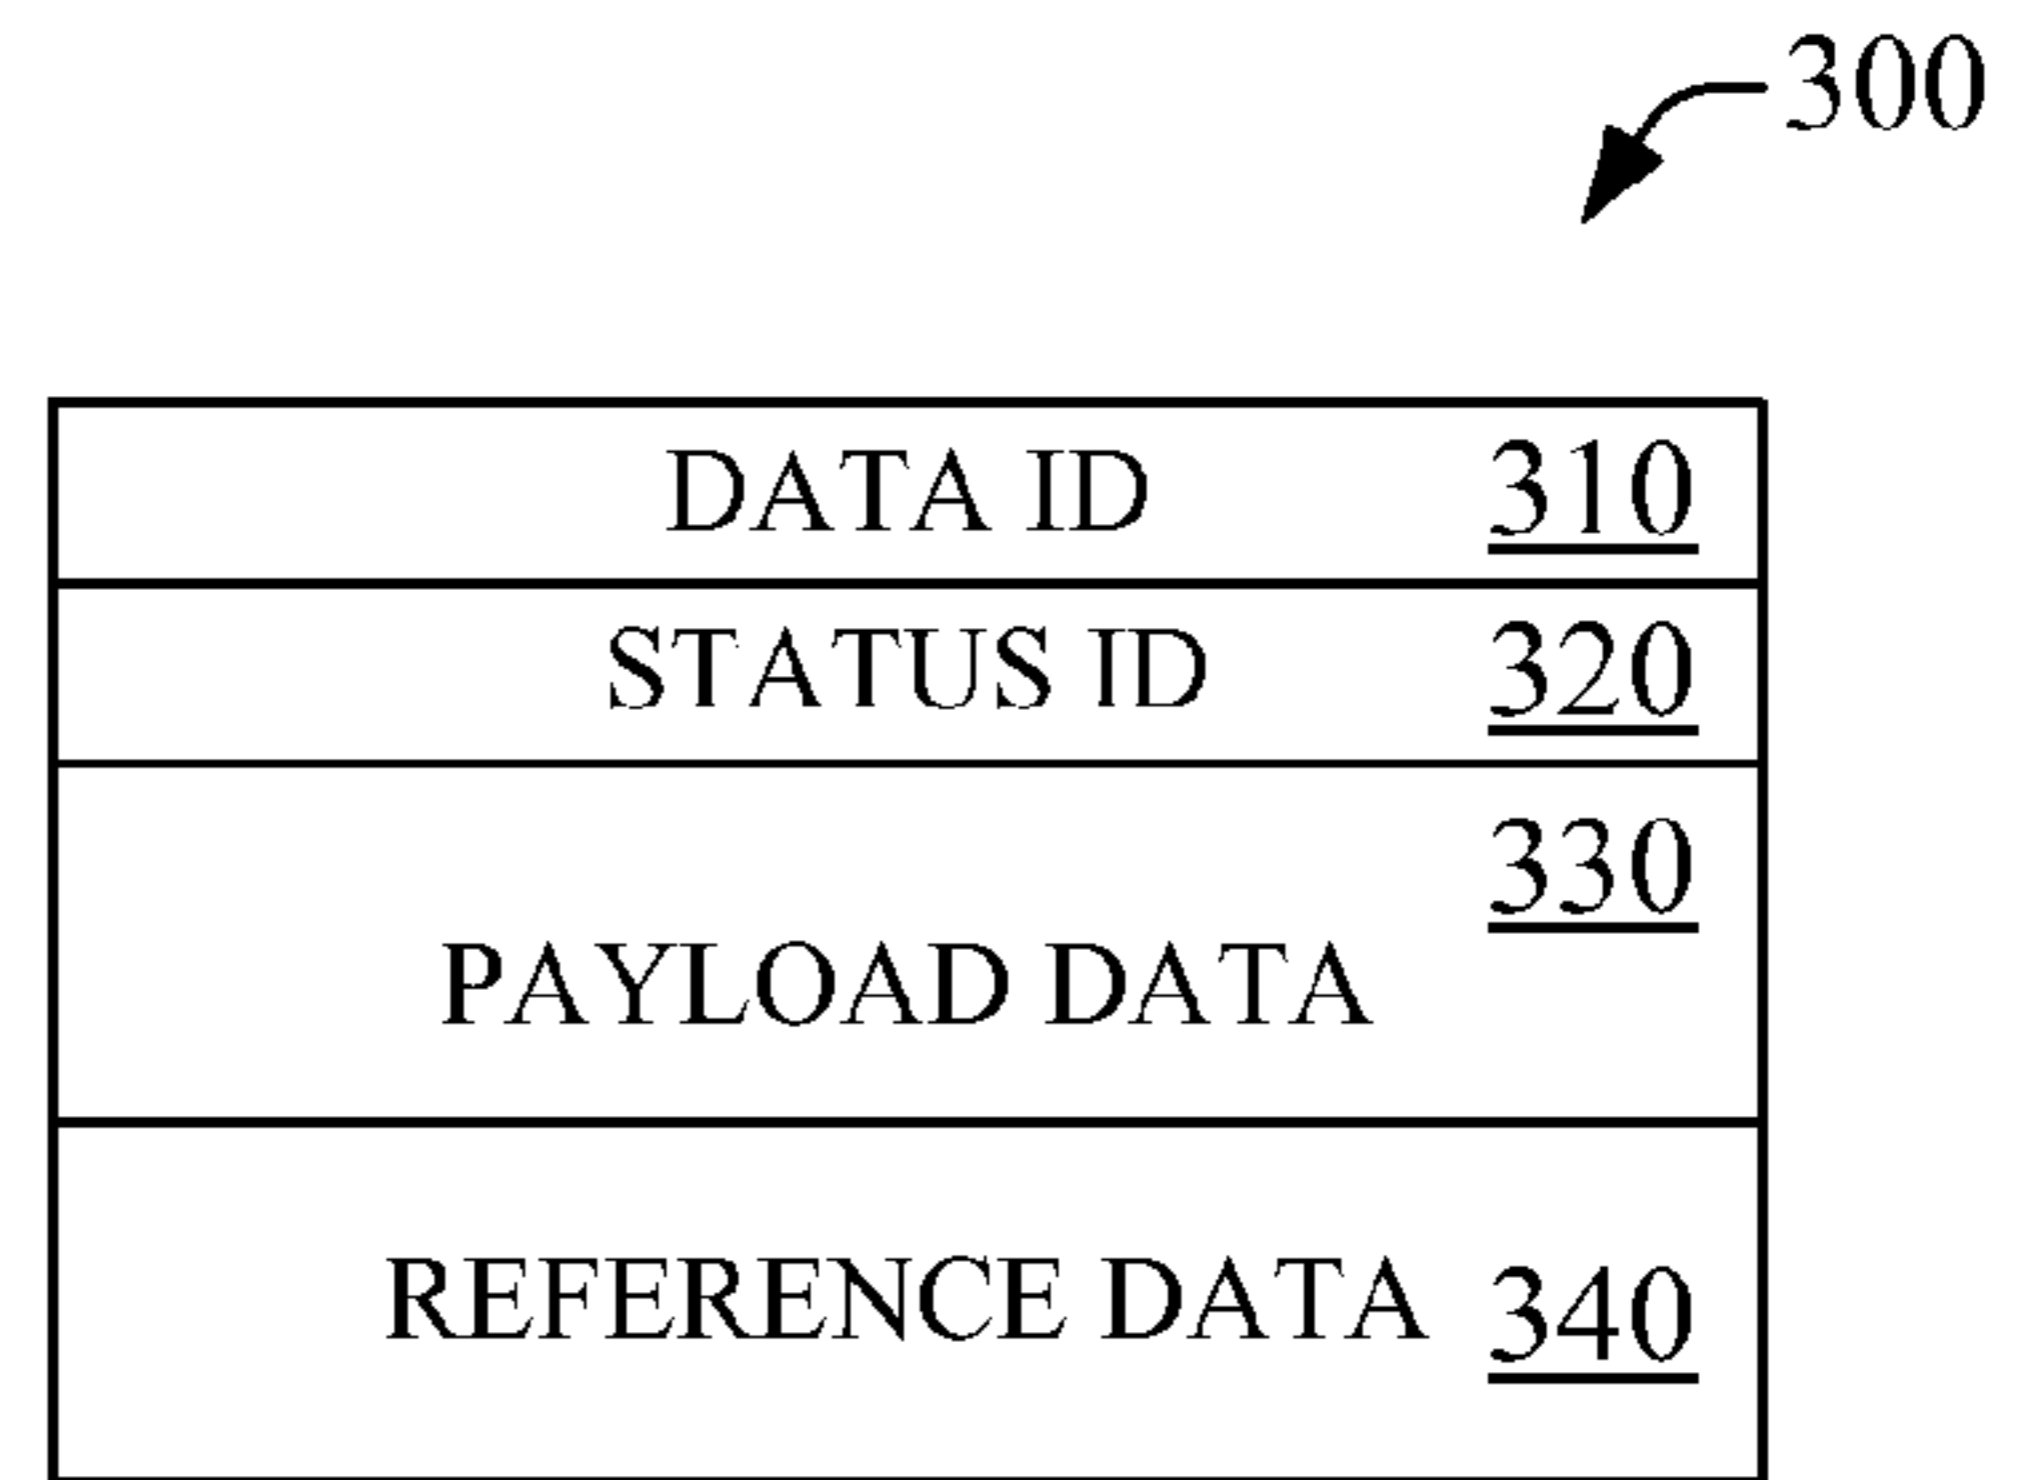 300
DATA ID 310
STATUS ID 320
330
PAYLOAD DATA
REFERENCE DATA 340